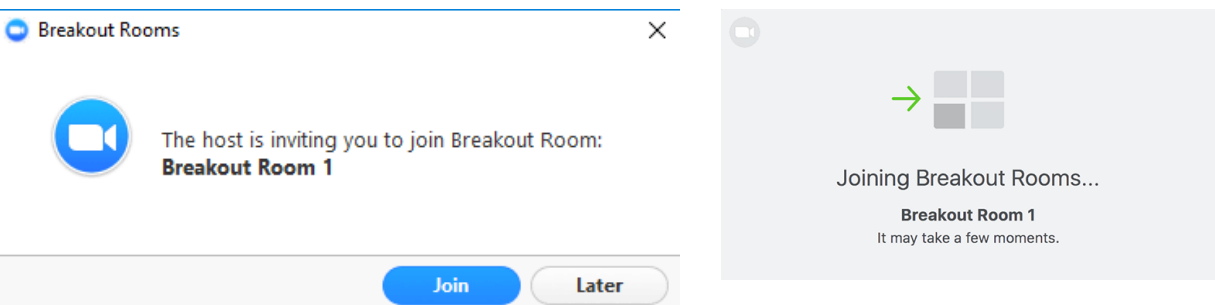 Breakout Rooms
The host is inviting you to join Breakout Room:
Breakout Room 1
Join
Later
Joining Breakout Rooms...
Breakout Room 1
It may take a few moments.